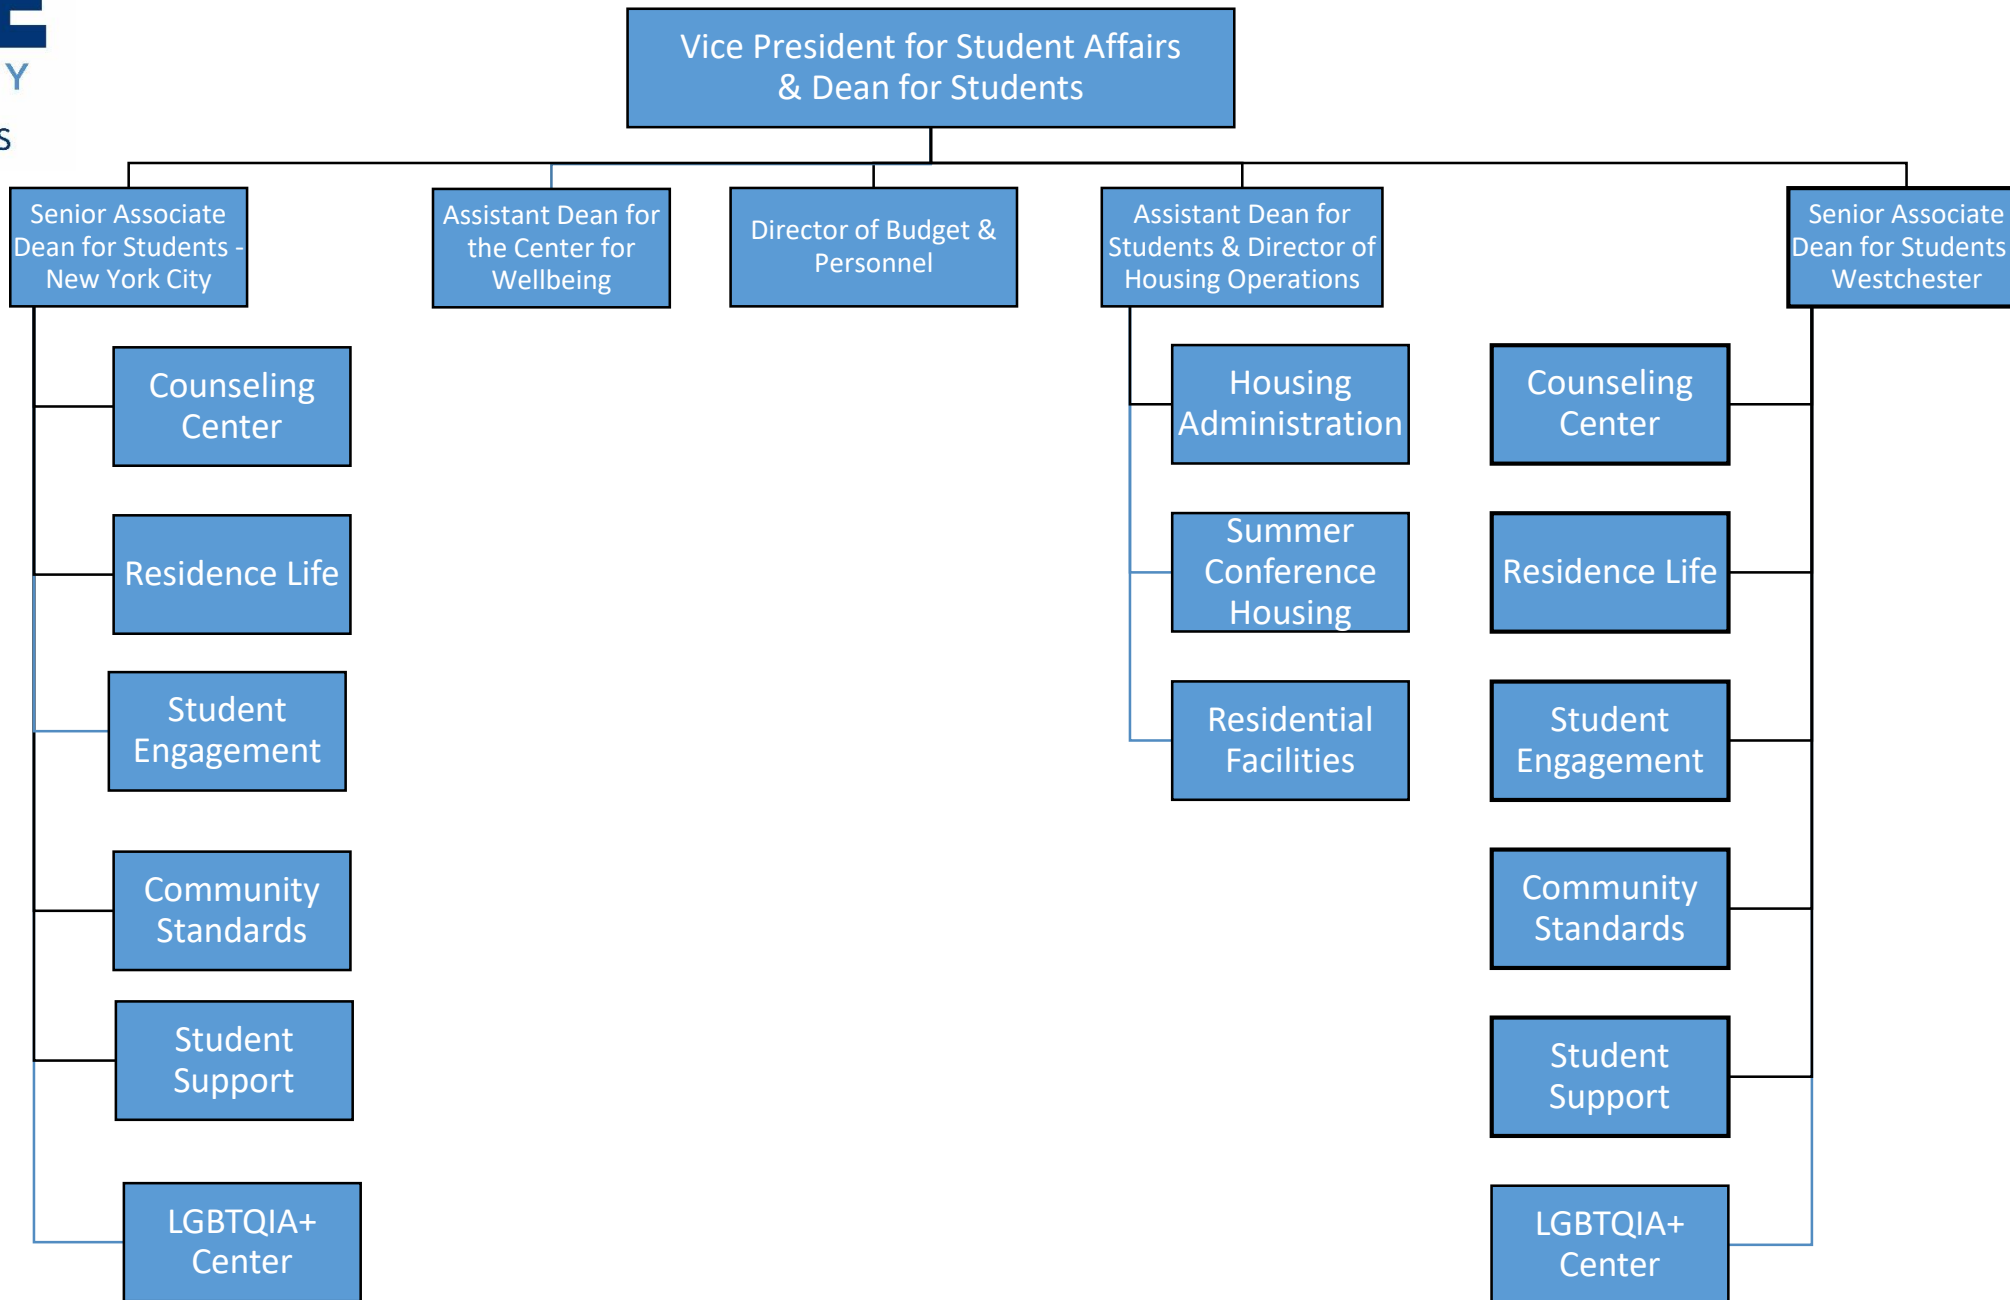 E
Y
S
Vice President for Student Affairs
& Dean for Students
Senior Associate
Dean for Students -
New York City
Assistant Dean for
the Center for
Wellbeing
Director of Budget &
Personnel
Assistant Dean for
Students & Director of
Housing Operations
Senior Associate
Dean for Students
Westchester
Counseling
Center
Residence Life
Student
Engagement
Community
Standards
Student
Support
LGBTQIA+
Center
Housing
Administration
Summer
Conference
Housing
Residential
Facilities
Counseling
Center
Residence Life
Student
Engagement
Community
Standards
Student
Support
LGBTQIA+
Center